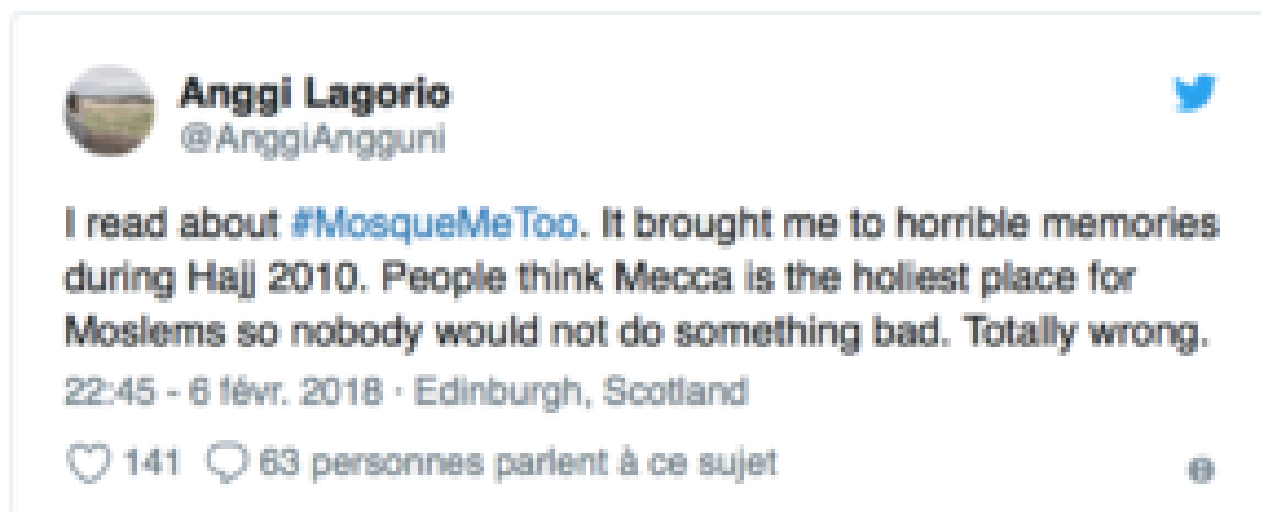 Anggi Lagorio
@AnggiAngguni
I read about #MosqueMeToo. It brought me to horrible memories
during Hajj 2010. People think Mecca is the holiest place for
Moslems so nobody would not do something bad. Totally wrong.
22:45 - 6 févr. 2018 · Edinburgh, Scotland
141 63 personnes parlent à ce sujet